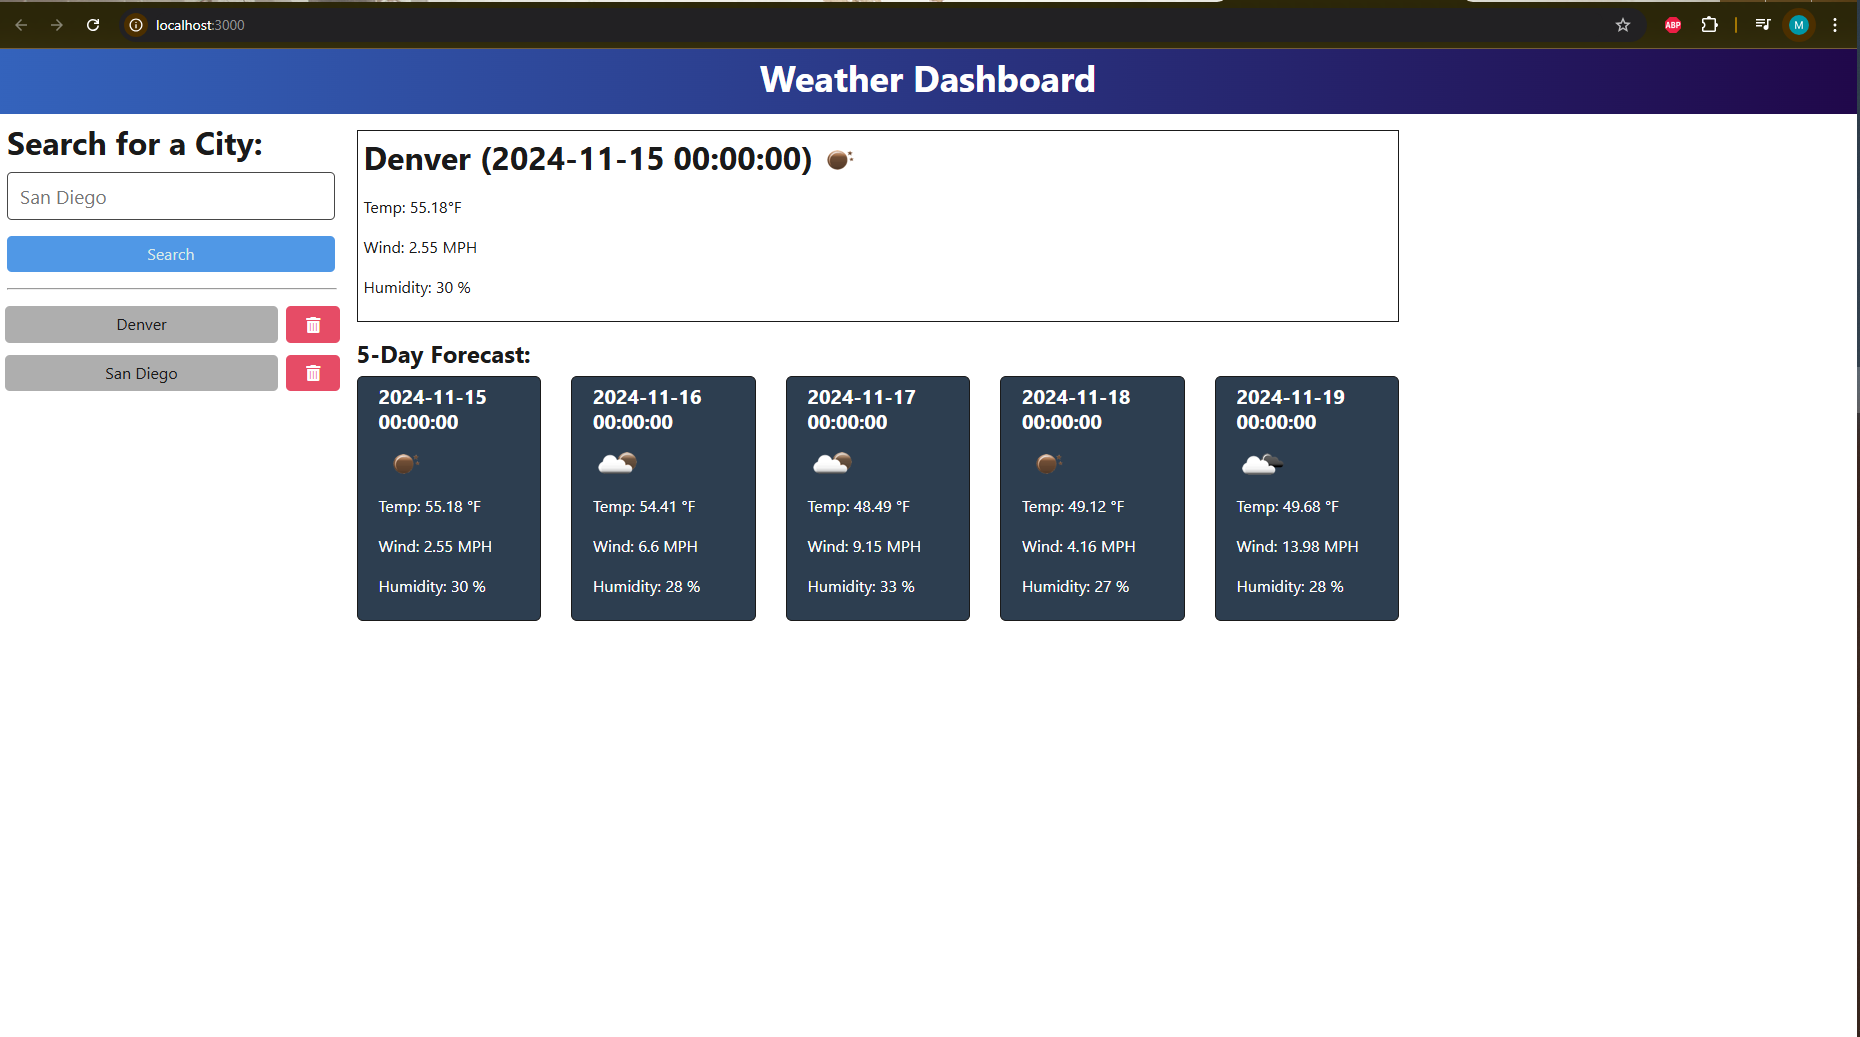 localhost:3000
ABP
M
Weather Dashboard
Search for a City:
San Diego
Search
Denver
San Diego
Denver (2024-11-15 00:00:00)
Temp: 55.18°F
Wind: 2.55 MPH
Humidity: 30 %
5-Day Forecast:
2024-11-15
00:00:00
Temp: 55.18 °F
Wind: 2.55 MPH
Humidity: 30 %
2024-11-16
00:00:00
Temp: 54.41 °F
Wind: 6.6 MPH
Humidity: 28 %
2024-11-17
00:00:00
Temp: 48.49 °F
Wind: 9.15 MPH
Humidity: 33 %
2024-11-18
00:00:00
Temp: 49.12 °F
Wind: 4.16 MPH
Humidity: 27 %
2024-11-19
00:00:00
Temp: 49.68 °F
Wind: 13.98 MPH
Humidity: 28 %